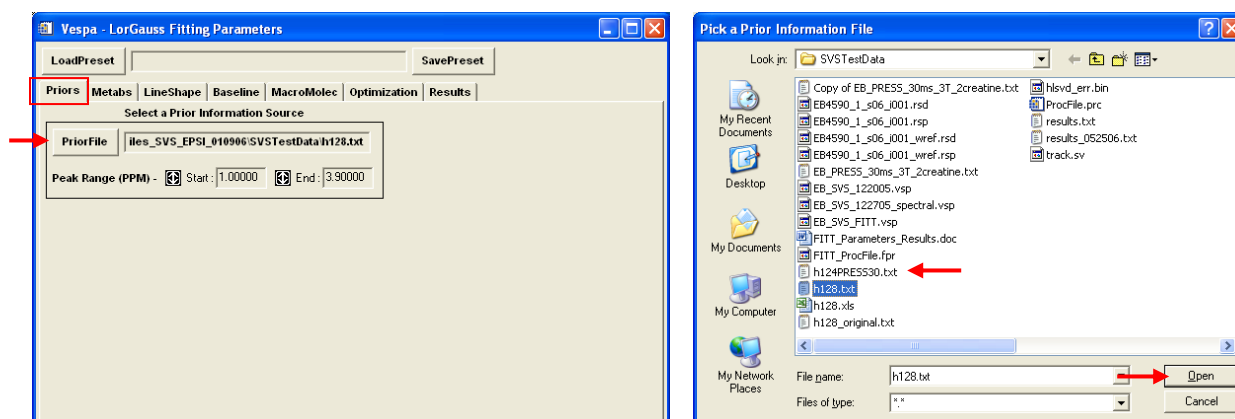 Vespa - LorGauss Fitting Parameters
LoadPreset SavePreset
Priors Metabs LineShape Baseline MacroMolec Optimization Results
Select a Prior Information Source
PriorFile iles_SVS_EPSI_010906\SVSTestData\h128.txt
Peak Range (PPM) - Start : 1.00000 End : 3.90000
Pick a Prior Information File
Look in: SVSTestData
My Recent Documents
Desktop
My Documents
My Computer
My Network Places
Copy of EB_PRESS_30ms_3T_2creatine.txt
EB4590_1_s06_i001.rsd
EB4590_1_s06_i001.rsp
EB4590_1_s06_i001_wref.rsd
EB4590_1_s06_i001_wref.rsp
EB_PRESS_30ms_3T_2creatine.txt
EB_SVS_122005.vsp
EB_SVS_122705_spectral.vsp
EB_SVS_FITT.vsp
FITT_Parameters_Results.doc
FITT_ProcFile.fpr
h124PRESS30.txt
h128.txt
h128.xls
h128_original.txt
hlsvd_err.bin
ProcFile.prc
results.txt
results_052506.txt
track.sv
File name: h128.txt Open
Files of type: *.* Cancel